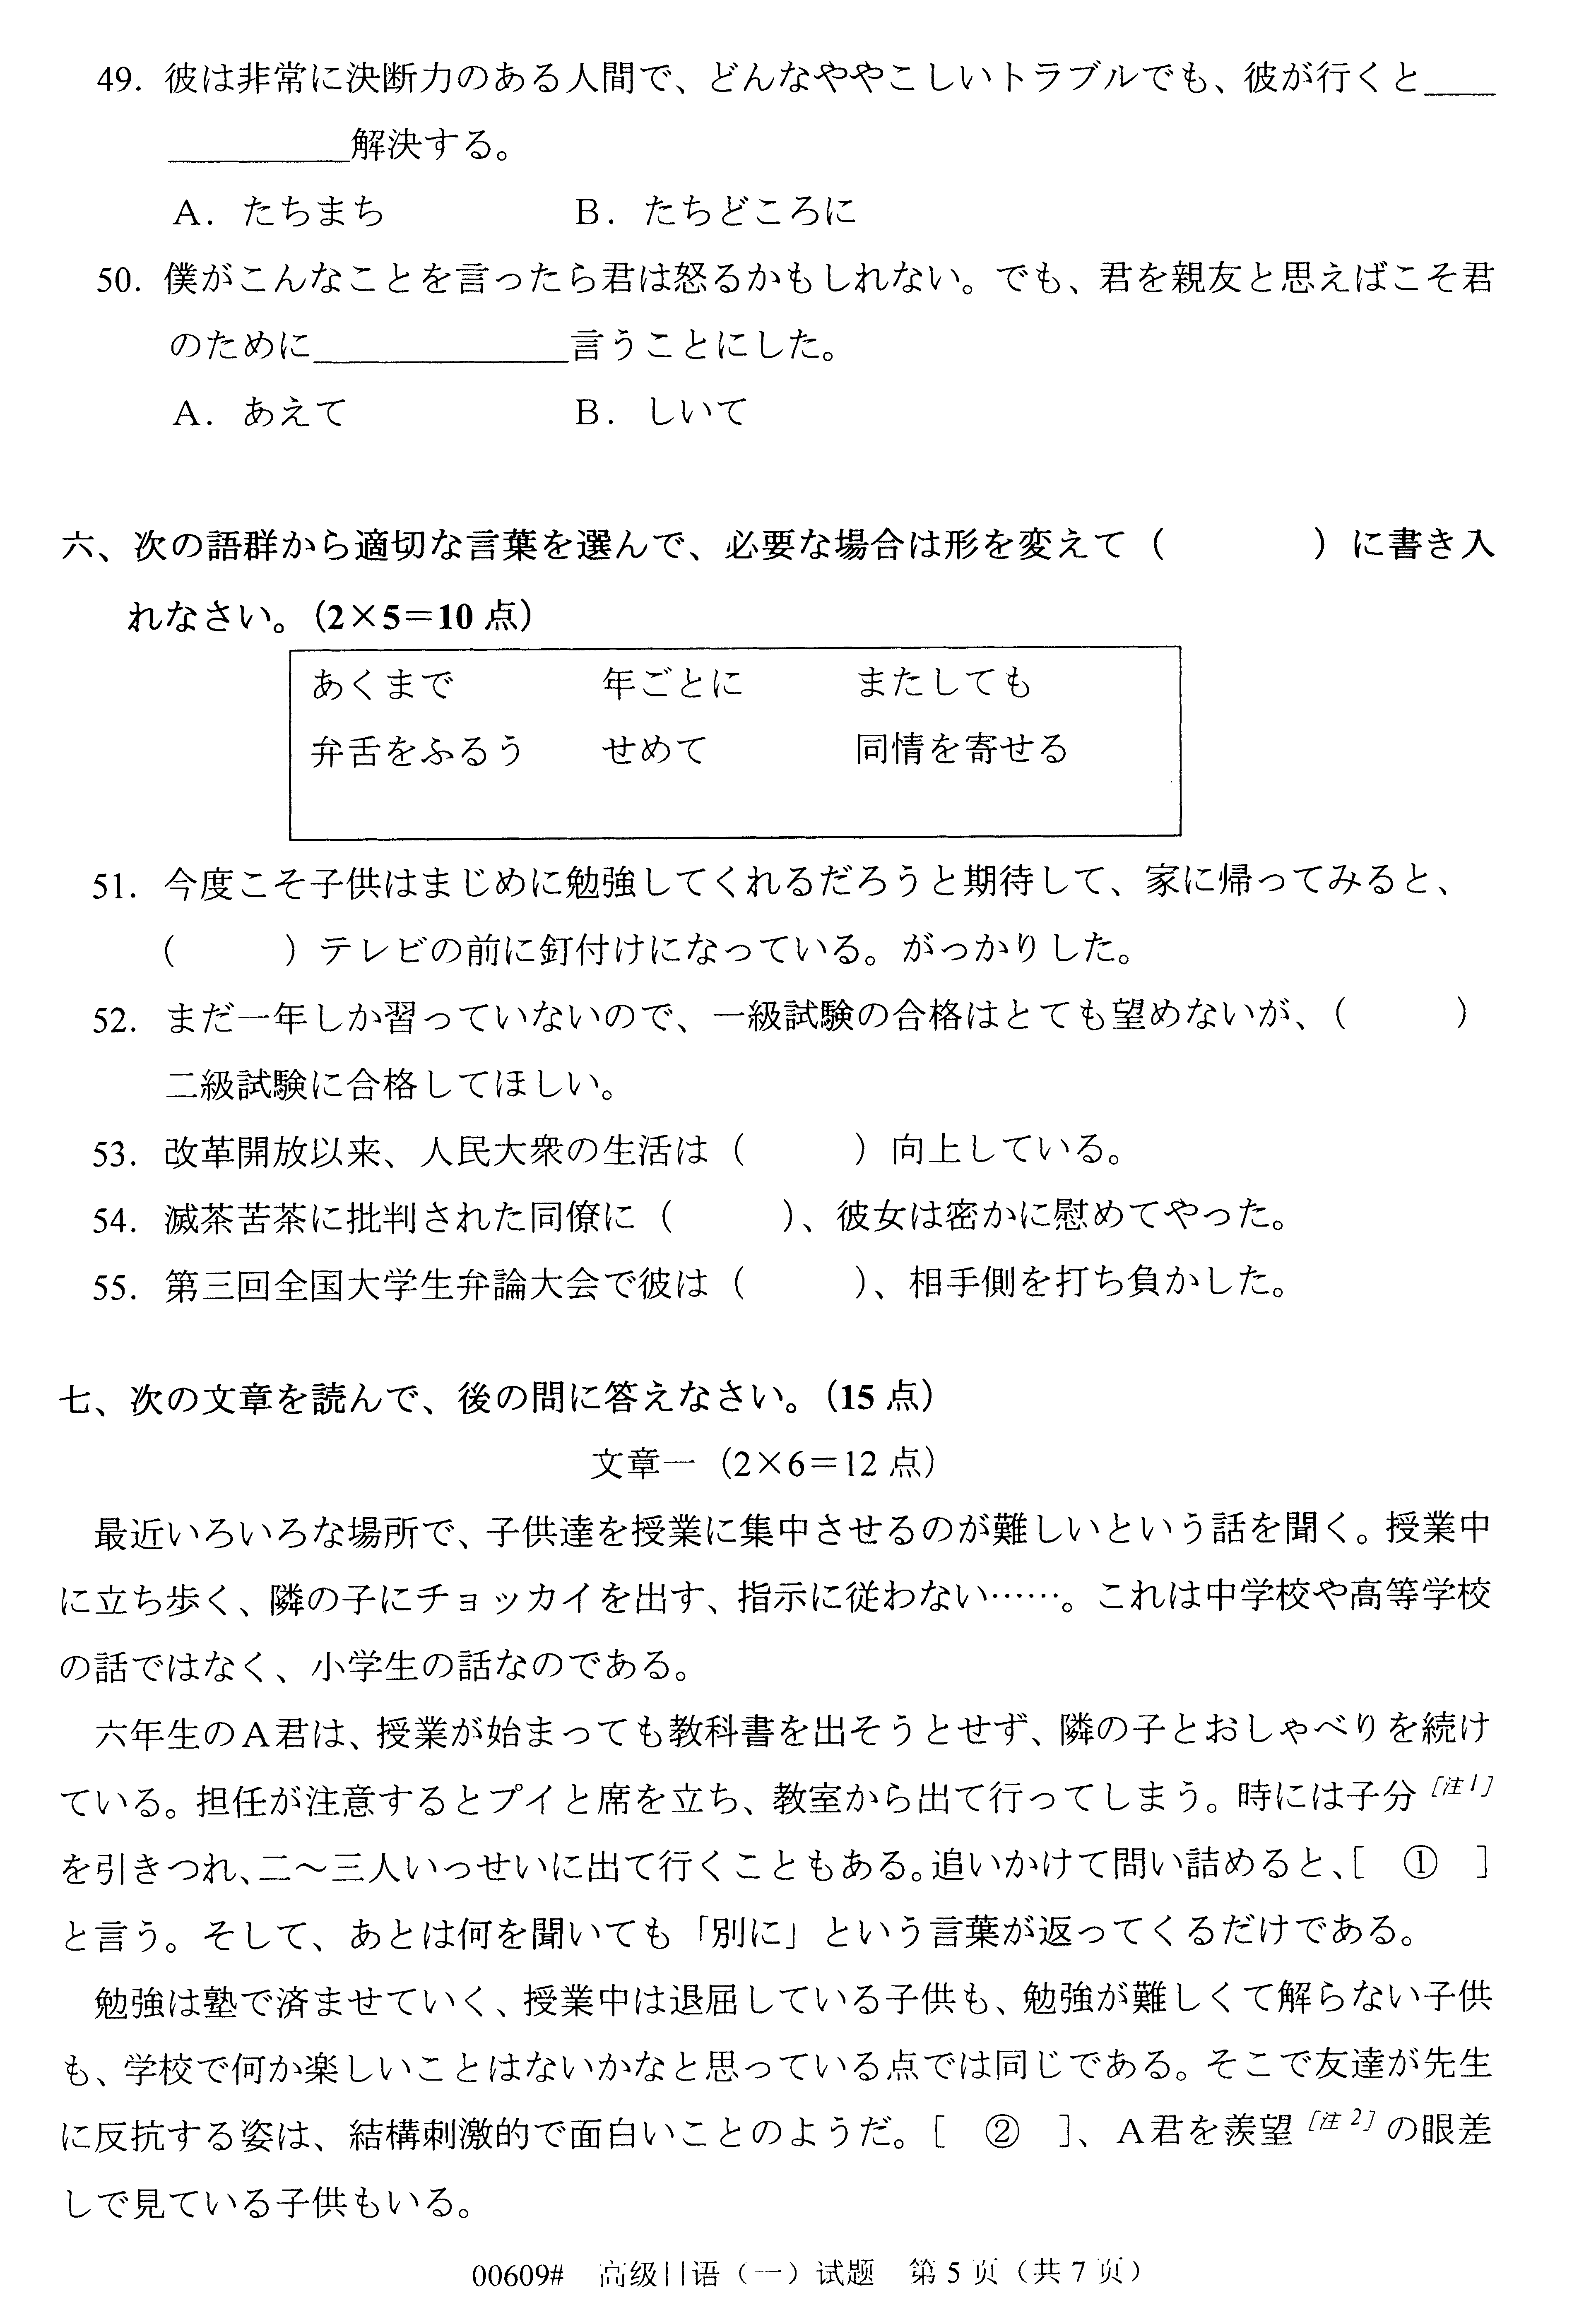 49. 彼は非常に決断力のある人間で、どんなややこしいトラブルでも、彼が行くと____
__________解決する。
A. たちまち B. たちどころに
50. 僕がこんなことを言ったら君は怒るかもしれない。でも、君を親友と思えばこそ君
のために______________言うことにした。
A. あえて B. しいて
六、次の語群から適切な言葉を選んで、必要な場合は形を変えて（ ）に書き入
れなさい。（2×5＝10 点）
あくまで 年ごとに またしても
弁舌をふるう せめて 同情を寄せる
51. 今度こそ子供はまじめに勉強してくれるだろうと期待して、家に帰ってみると、
（ ）テレビの前に釘付けになっている。がっかりした。
52. まだ一年しか習っていないので、一級試験の合格はとても望めないが、（ ）
二級試験に合格してほしい。
53. 改革開放以来、人民大衆の生活は（ ）向上している。
54. 滅茶苦茶に批判された同僚に（ ）、彼女は密かに慰めてやった。
55. 第三回全国大学生弁論大会で彼は（ ）、相手側を打ち負かした。
七、次の文章を読んで、後の問に答えなさい。（15 点）
文章一（2×6＝12 点）
最近いろいろな場所で、子供達を授業に集中させるのが難しいという話を聞く。授業中
に立ち歩く、隣の子にチョッカイを出す、指示に従わない……。これは中学校や高等学校
の話ではなく、小学生の話なのである。
六年生のＡ君は、授業が始まっても教科書を出そうとせず、隣の子とおしゃべりを続け
ている。担任が注意するとプイと席を立ち、教室から出て行ってしまう。時には子分［注1］
を引きつれ、二～三人いっせいに出て行くこともある。追いかけて問い詰めると、［ ① ］
と言う。そして、あとは何を聞いても「別に」という言葉が返ってくるだけである。
勉強は塾で済ませていく、授業中は退屈している子供も、勉強が難しくて解らない子供
も、学校で何か楽しいことはないかなと思っている点では同じである。そこで友達が先生
に反抗する姿は、結構刺激的で面白いことのようだ。［ ② ］、Ａ君を羨望［注2］の眼差
しで見ている子供もいる。
00609# 高级日语（一）试题 第 5 页（共 7 页）